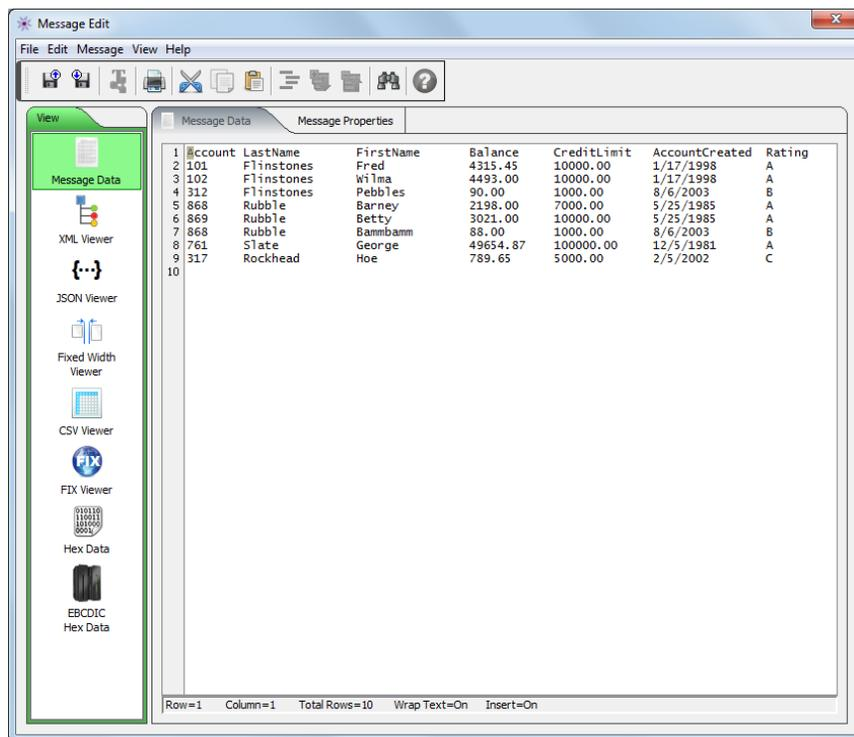 Message Edit
File Edit Message View Help
View
Message Data
XML Viewer
{...}
JSON Viewer
Fixed Width
Viewer
CSV Viewer
FIX
FIX Viewer
010110
110011
101000
0001
Hex Data
EBCDIC
Hex Data
Message Data Message Properties
1 Account LastName FirstName Balance CreditLimit AccountCreated Rating
2 101 Flinstones Fred 4315.45 10000.00 1/17/1998 A
3 102 Flinstones Wilma 4493.00 10000.00 1/17/1998 A
4 312 Flinstones Pebbles 90.00 1000.00 8/6/2003 B
5 868 Rubble Barney 2198.00 7000.00 5/25/1985 A
6 869 Rubble Betty 3021.00 10000.00 5/25/1985 A
7 868 Rubble Bammbamm 88.00 1000.00 8/6/2003 B
8 761 Slate George 49654.87 100000.00 12/5/1981 A
9 317 Rockhead Hoe 789.65 5000.00 2/5/2002 C
10
Row=1 Column=1 Total Rows=10 Wrap Text=On Insert=On